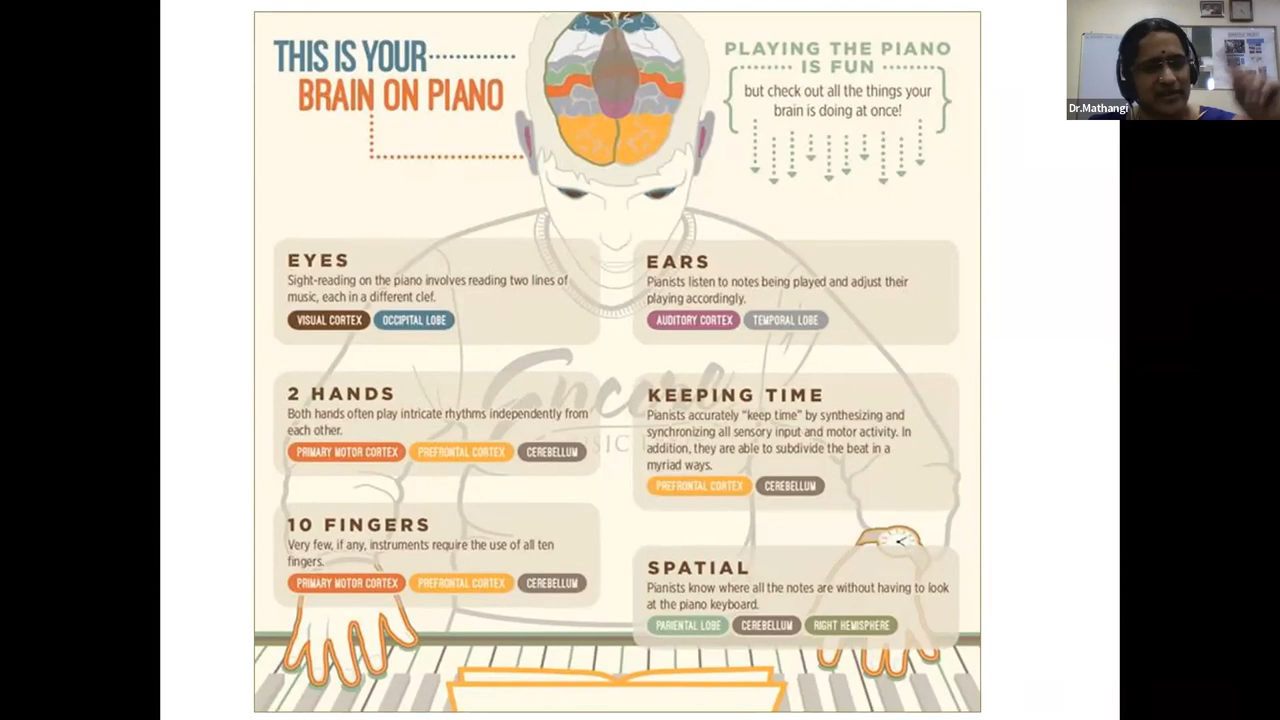 THIS IS YOUR
BRAIN ON PIANO
PLAYING THE PIANO
IS FUN
but check out all the things your
brain is doing at once!
Dr.Mathangi
EYES
Sight-reading on the piano involves reading two lines of
music, each in a different clef.
VISUAL CORTEX OCCIPITAL LOBE
EARS
Pianists listen to notes being played and adjust their
playing accordingly.
AUDITORY CORTEX TEMPORAL LOBE
Encore
2 HANDS
Both hands often play intricate rhythms independently from
each other.
PRIMARY MOTOR CORTEX PREFRONTAL CORTEX CEREBELLUM
KEEPING TIME
Pianists accurately “keep time” by synthesizing and
synchronizing all sensory input and motor activity. In
addition, they are able to subdivide the beat in a
myriad ways.
PREFRONTAL CORTEX CEREBELLUM
10 FINGERS
Very few, if any, instruments require the use of all ten
fingers.
PRIMARY MOTOR CORTEX PREFRONTAL CORTEX CEREBELLUM
SPATIAL
Pianists know where all the notes are without having to look
at the piano keyboard.
PARIENTAL LOBE CEREBELLUM RIGHT HEMISPHERE